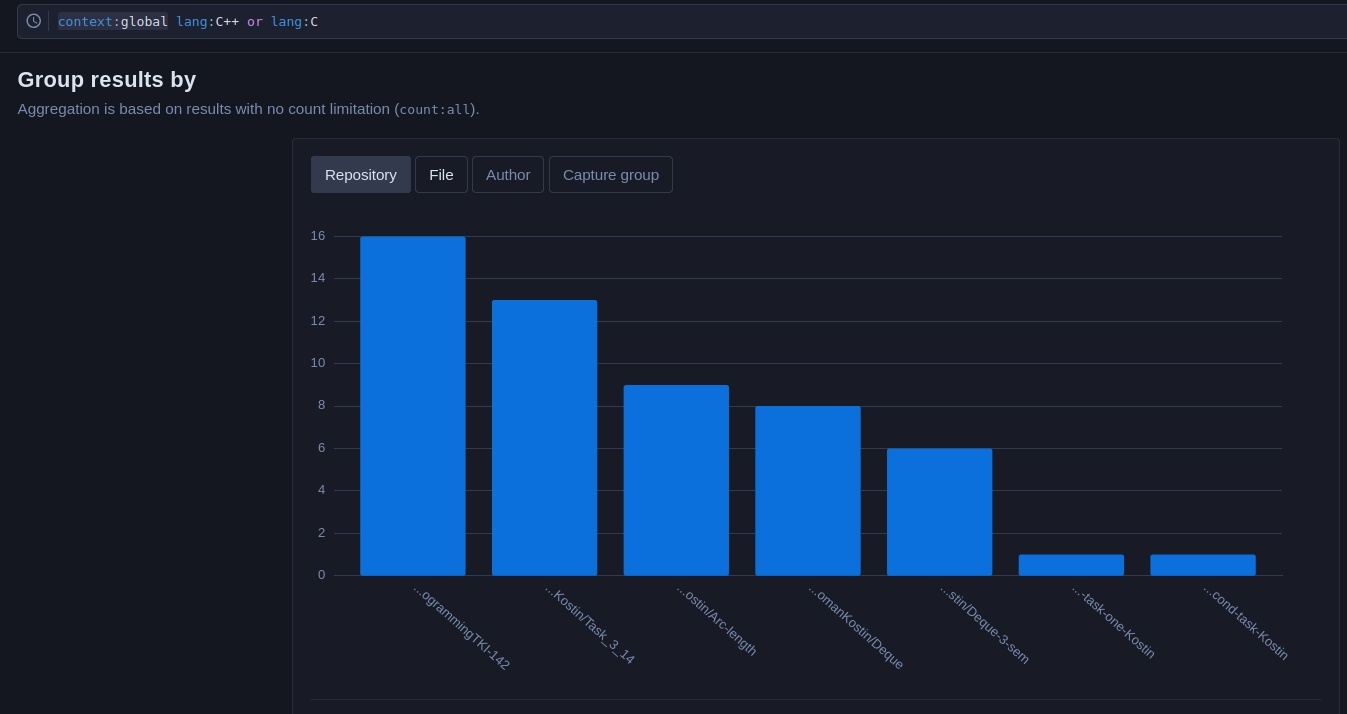 context:global lang:C++ or lang:C
Group results by
Aggregation is based on results with no count limitation (count:all).
Repository File Author Capture group
16
14
12
10
8
6
4
2
0
...ogrammingTKI-142
...Kostin/Task_3_14
...ostin/Arc-length
...omanKostin/Deque
...stin/Deque-3-sem
...-task-one-Kostin
...cond-task-Kostin